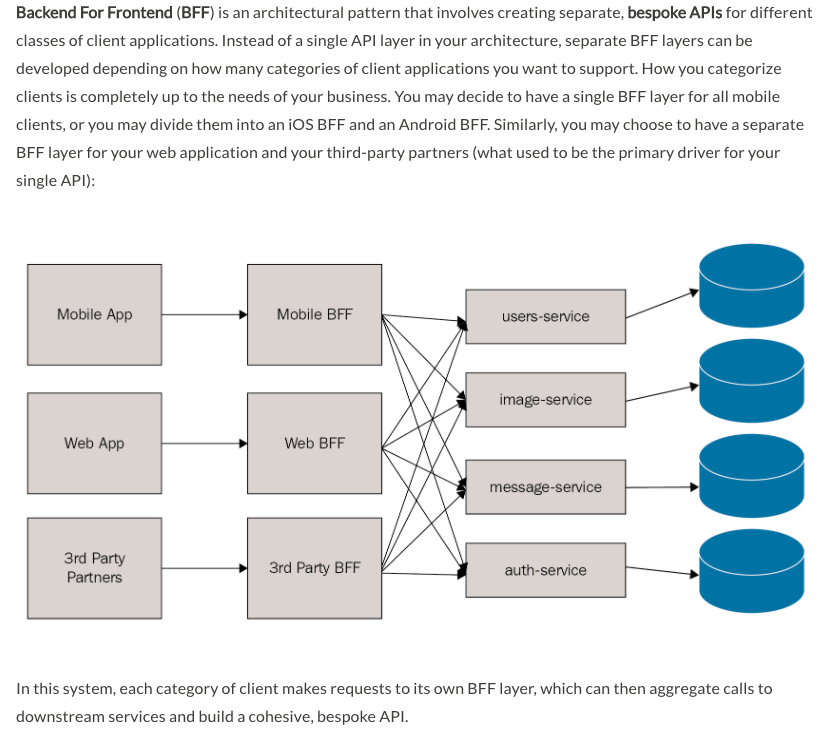 Backend For Frontend (BFF) is an architectural pattern that involves creating separate, bespoke APIs for different
classes of client applications. Instead of a single API layer in your architecture, separate BFF layers can be
developed depending on how many categories of client applications you want to support. How you categorize
clients is completely up to the needs of your business. You may decide to have a single BFF layer for all mobile
clients, or you may divide them into an iOS BFF and an Android BFF. Similarly, you may choose to have a separate
BFF layer for your web application and your third-party partners (what used to be the primary driver for your
single API):
Mobile App
Mobile BFF
users-service
image-service
Web App
Web BFF
message-service
3rd Party
Partners
3rd Party BFF
auth-service
In this system, each category of client makes requests to its own BFF layer, which can then aggregate calls to
downstream services and build a cohesive, bespoke API.